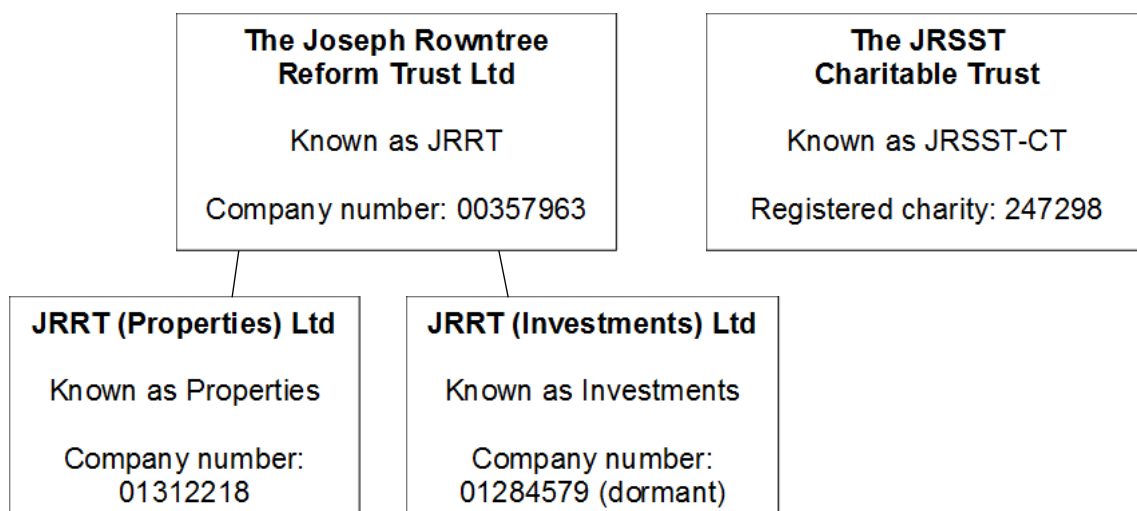 The Joseph Rowntree
Reform Trust Ltd
Known as JRRT
Company number: 00357963
The JRSST
Charitable Trust
Known as JRSST-CT
Registered charity: 247298
JRRT (Properties) Ltd
Known as Properties
Company number:
01312218
JRRT (Investments) Ltd
Known as Investments
Company number:
01284579 (dormant)